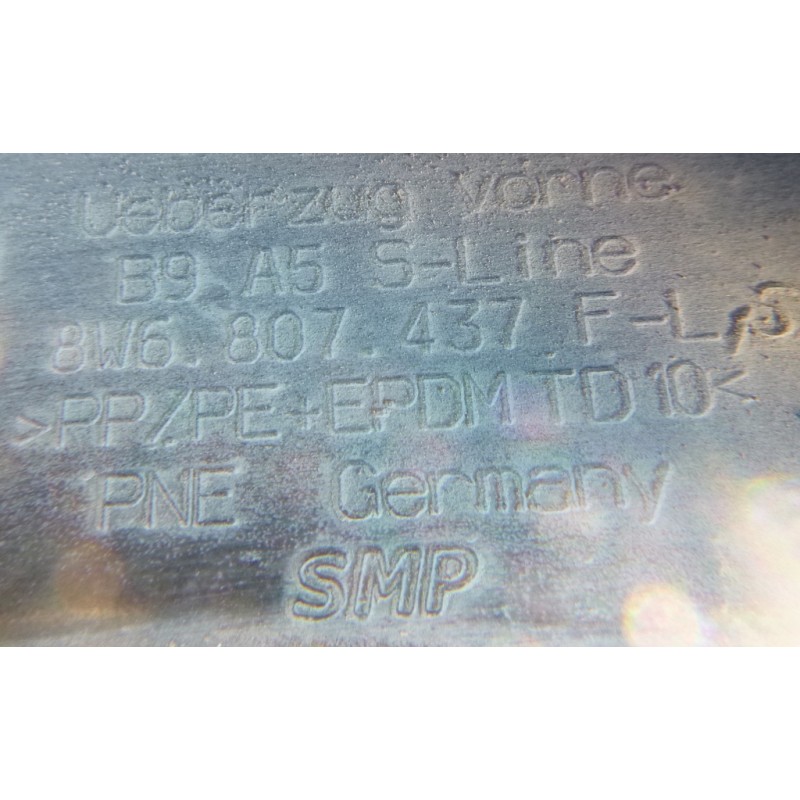 Ueberzug vorne
B9 A5 S-Line
8W6.807.437 F-L,S
>PP/PE+EPDM TD10<
PNE Germany
SMP